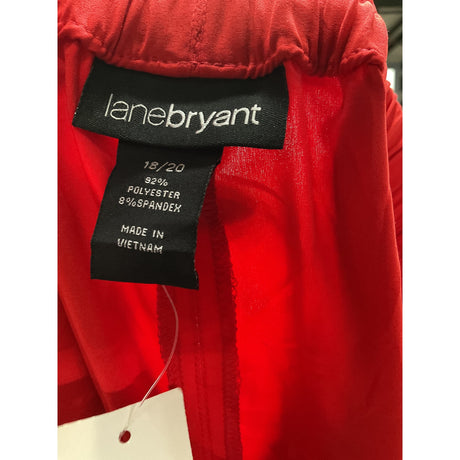 lanebryant
18/20
92%
POLYESTER
8%SPANDEX
MADE IN
VIETNAM